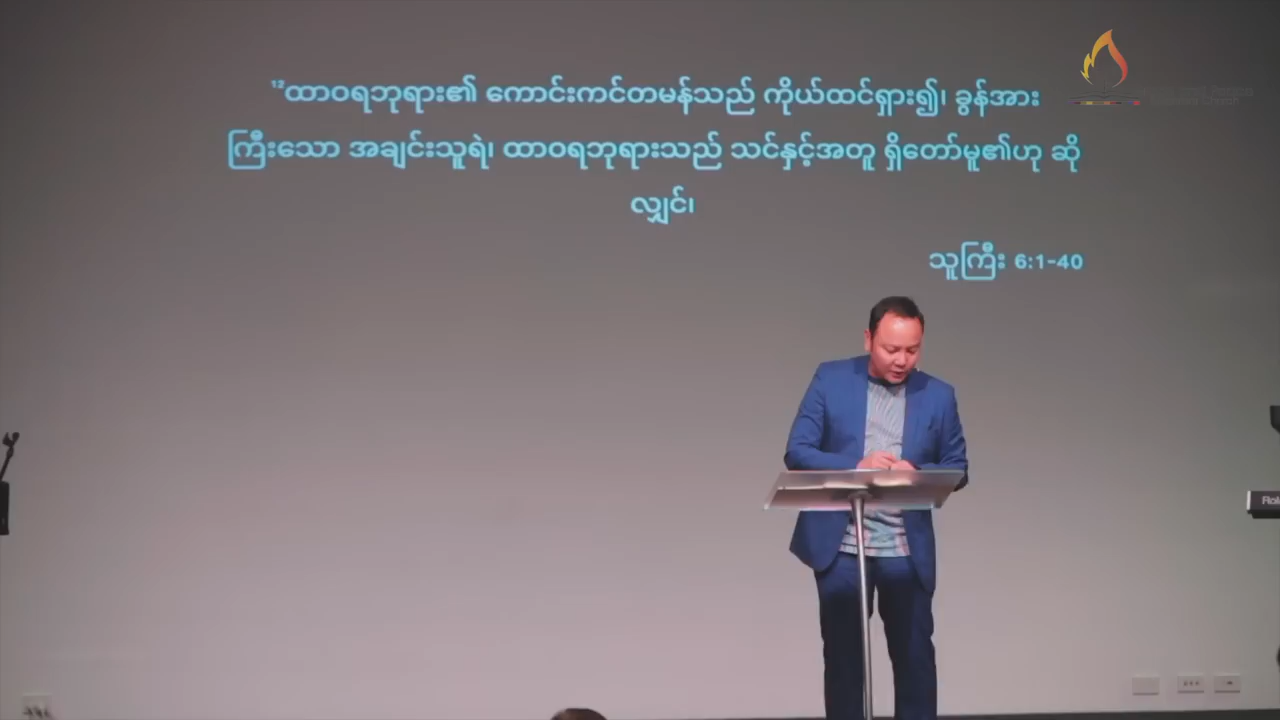 ¹²ထာဝရဘုရား၏ ကောင်းကင်တမန်သည် ကိုယ်ထင်ရှား၍၊ ခွန်အား
ကြီးသော အချင်းသူရဲ၊ ထာဝရဘုရားသည် သင်နှင့်အတူ ရှိတော်မူ၏ဟု ဆို
လျှင်၊
သူကြီး 6:1-40